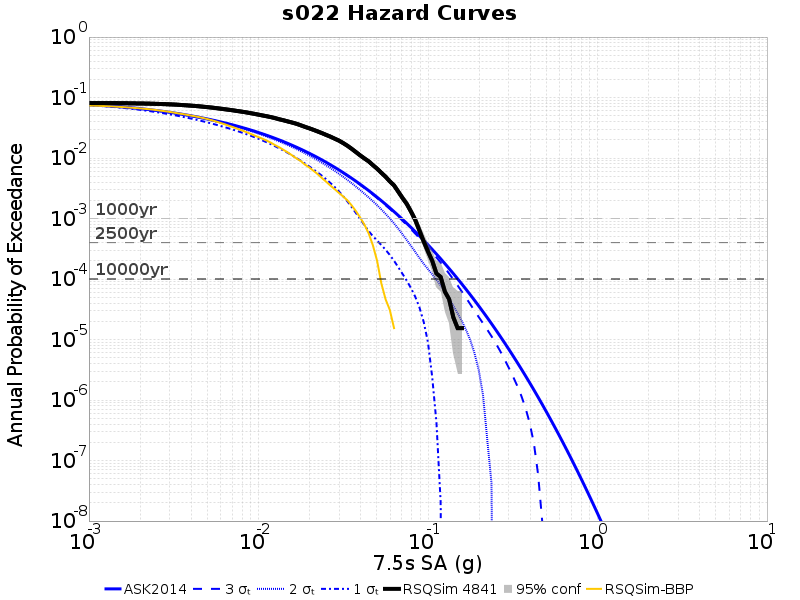 s022 Hazard Curves
Annual Probability of Exceedance
10^0
10^-1
10^-2
10^-3
10^-4
10^-5
10^-6
10^-7
10^-8
1000yr
2500yr
10000yr
10^-3 10^-2 10^-1 10^0 10^1
7.5s SA (g)
ASK2014 3 σₜ 2 σₜ 1 σₜ RSQSim 4841 95% conf RSQSim-BBP